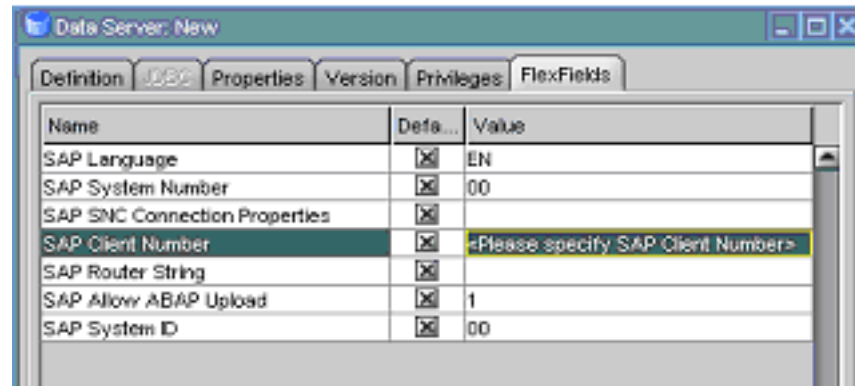 Data Server: New
Definition JDBC Properties Version Privileges FlexFields
Name Defa... Value
SAP Language EN
SAP System Number 00
SAP SNC Connection Properties
SAP Client Number <Please specify SAP Client Number>
SAP Router String
SAP Allow ABAP Upload 1
SAP System ID 00